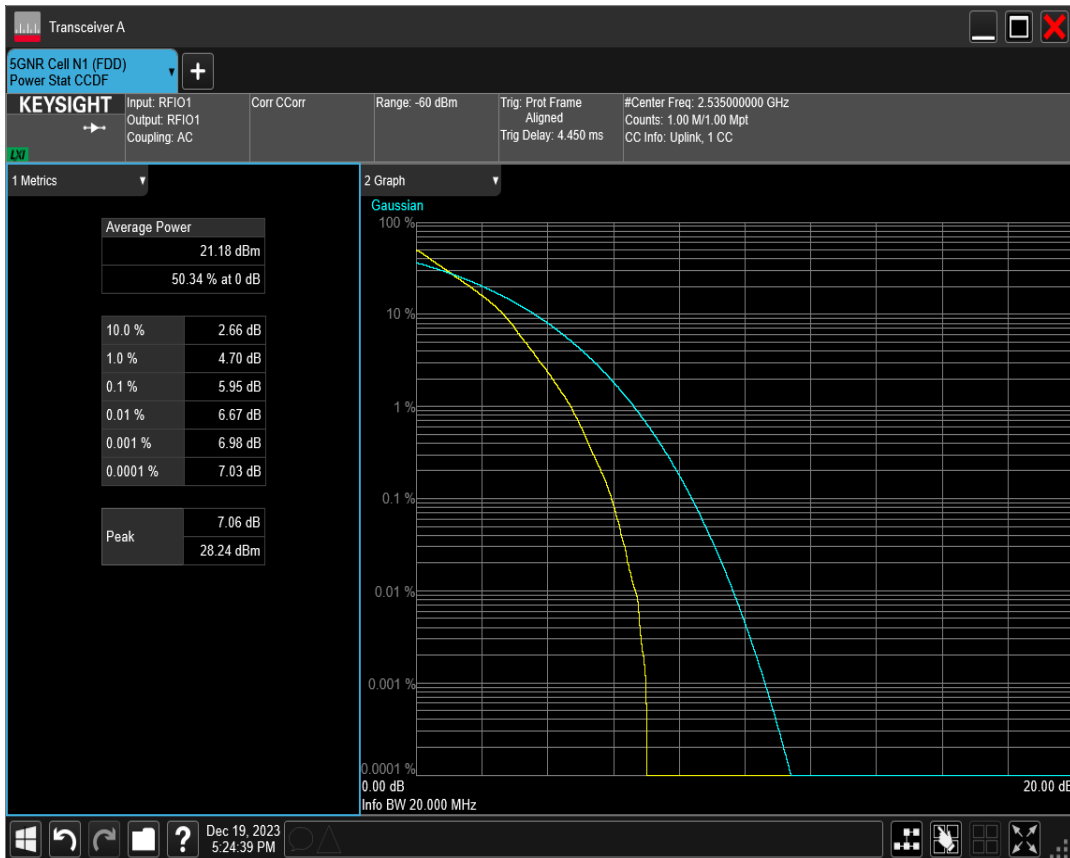 Transceiver A
5GNR Cell N1 (FDD)
Power Stat CCDF
+
KEYSIGHT
LXI
Input: RFIO1
Output: RFIO1
Coupling: AC
Corr CCorr
Range: -60 dBm
Trig: Prot Frame
Aligned
Trig Delay: 4.450 ms
#Center Freq: 2.535000000 GHz
Counts: 1.00 M/1.00 Mpt
CC Info: Uplink, 1 CC
1 Metrics
Average Power
21.18 dBm
50.34 % at 0 dB
10.0 % 2.66 dB
1.0 % 4.70 dB
0.1 % 5.95 dB
0.01 % 6.67 dB
0.001 % 6.98 dB
0.0001 % 7.03 dB
Peak
7.06 dB
28.24 dBm
2 Graph
Gaussian
100 %
10 %
1 %
0.1 %
0.01 %
0.001 %
0.0001 %
0.00 dB
20.00 dB
Info BW 20.000 MHz
?
Dec 19, 2023
5:24:39 PM